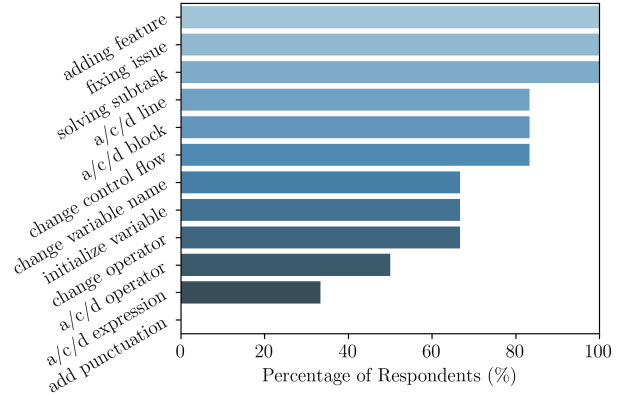 adding feature
fixing issue
solving subtask
a/c/d line
a/c/d block
change control flow
change variable name
initialize variable
change operator
a/c/d operator
a/c/d expression
add punctuation
0 20 40 60 80 100
Percentage of Respondents (%)